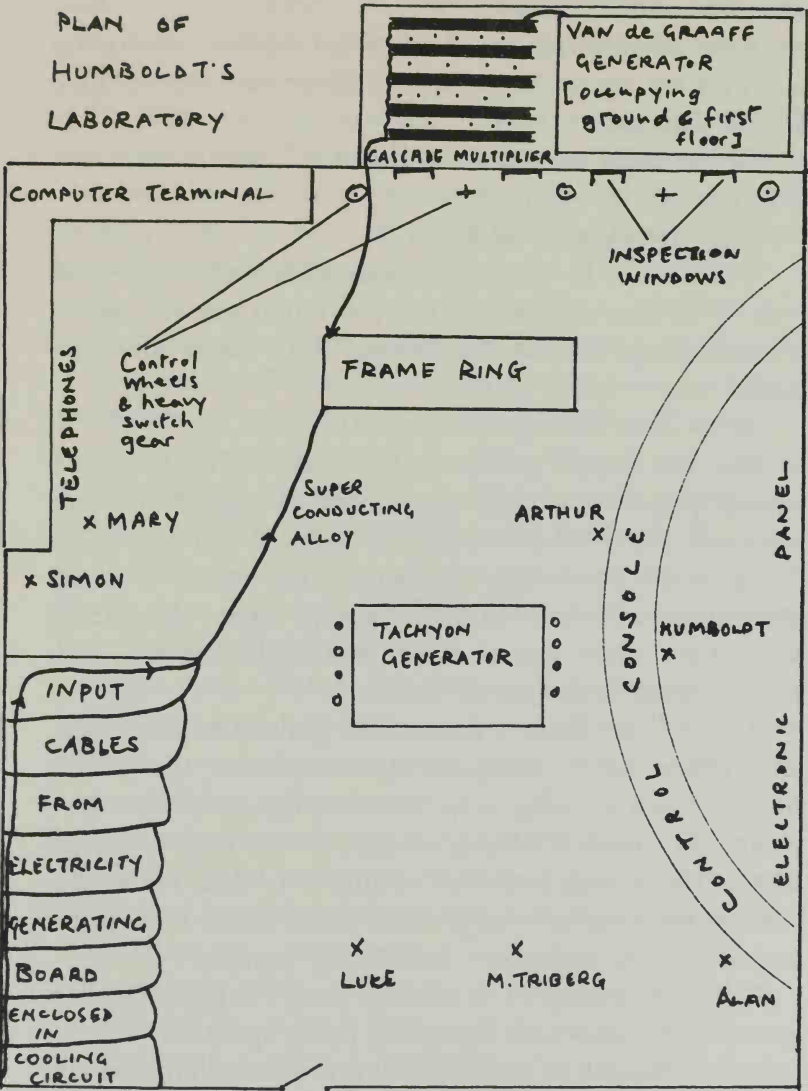 PLAN OF
HUMBOLDT'S
LABORATORY
VAN de GRAAFF
GENERATOR
[occupying
ground & first
floor]
CASCADE MULTIPLIER
COMPUTER TERMINAL
INSPECTION
WINDOWS
TELEPHONES
Control
wheels
& heavy
switch
gear
FRAME RING
SUPER
CONDUCTING
ALLOY
x MARY
x SIMON
ARTHUR
x
CONTROL CONSOLE
ELECTRONIC PANEL
HUMBOLDT
x
TACHYON
GENERATOR
INPUT
CABLES
FROM
ELECTRICITY
GENERATING
BOARD
ENCLOSED
IN
COOLING
CIRCUIT
x
LUKE
x
M.TRIBERG
x
ALAN